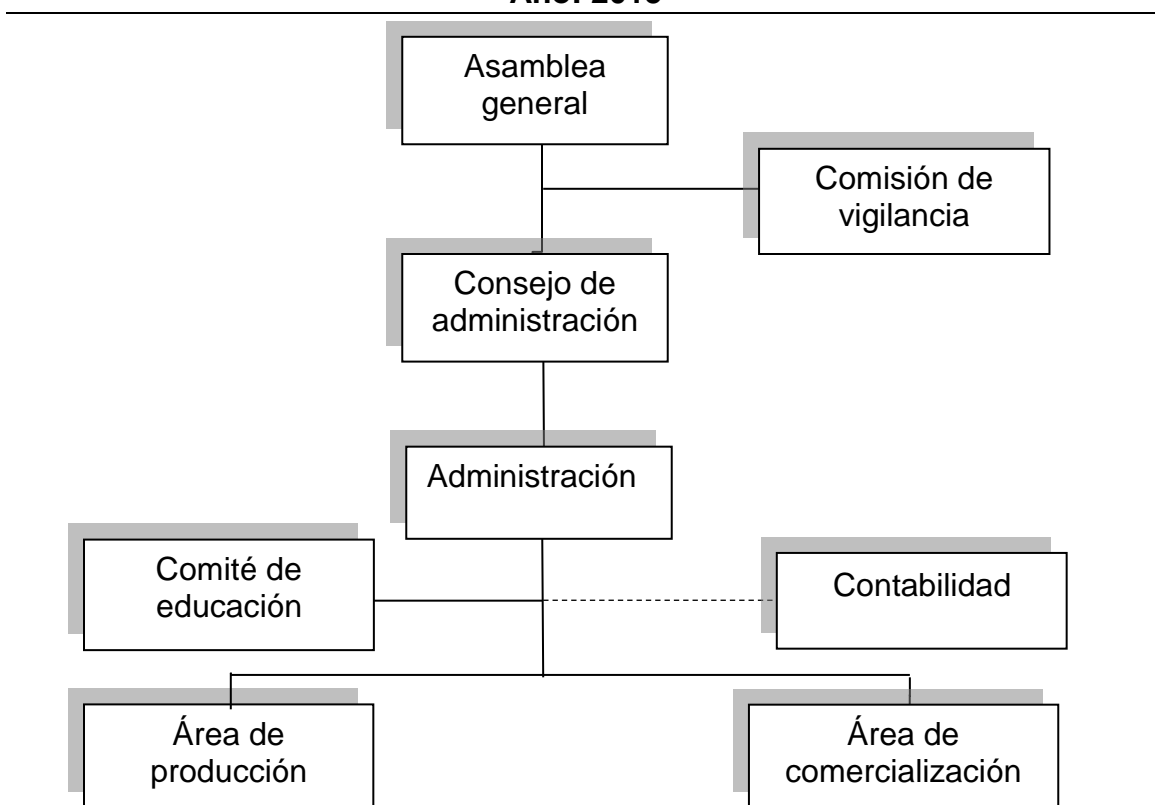 Asamblea
general
Comisión de
vigilancia
Consejo de
administración
Administración
Comité de
educación
Contabilidad
Área de
producción
Área de
comercialización